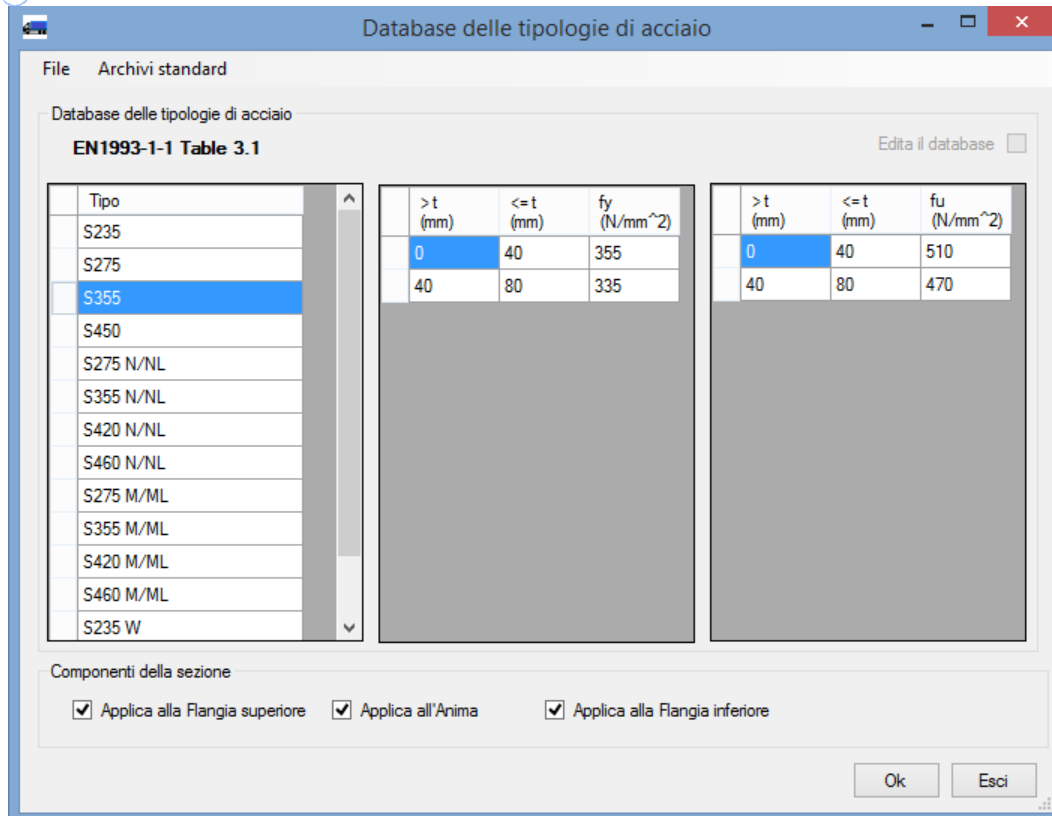 Database delle tipologie di acciaio
File Archivi standard
Database delle tipologie di acciaio
EN1993-1-1 Table 3.1
Edita il database
Tipo
S235
S275
S355
S450
S275 N/NL
S355 N/NL
S420 N/NL
S460 N/NL
S275 M/ML
S355 M/ML
S420 M/ML
S460 M/ML
S235 W
> t (mm) <= t (mm) fy (N/mm^2)
0 40 355
40 80 335
> t (mm) <= t (mm) fu (N/mm^2)
0 40 510
40 80 470
Componenti della sezione
Applica alla Flangia superiore Applica all'Anima Applica alla Flangia inferiore
Ok Esci